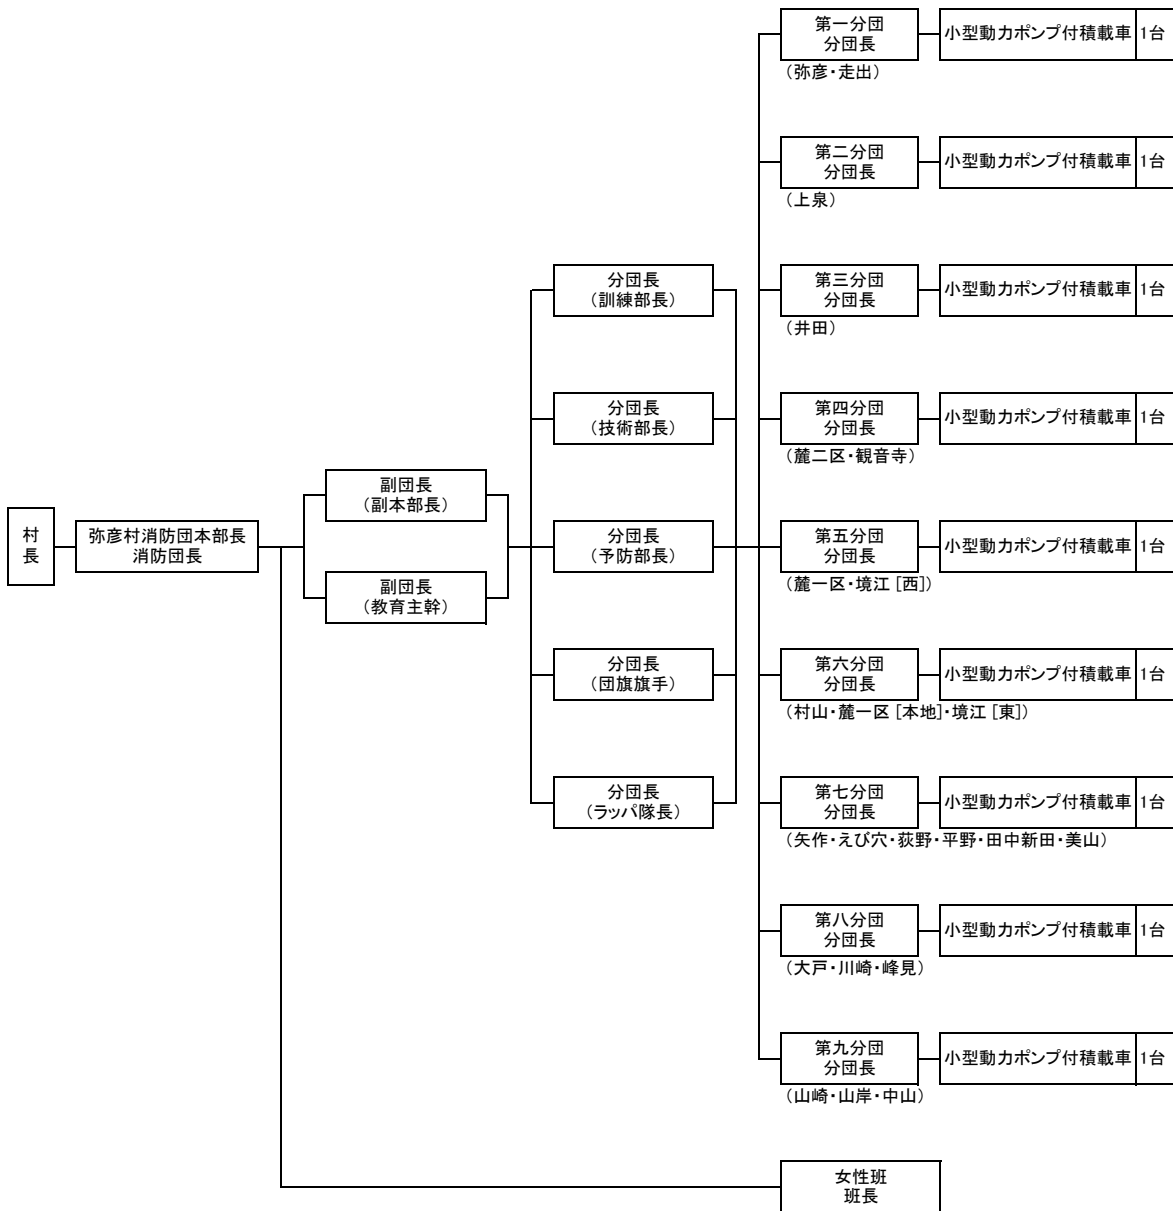 村
長
弥彦村消防団本部長
消防団長
副団長
（副本部長）
副団長
（教育主幹）
分団長
（訓練部長）
分団長
（技術部長）
分団長
（予防部長）
分団長
（団旗旗手）
分団長
（ラッパ隊長）
第一分団
分団長
小型動力ポンプ付積載車 1台
（弥彦・走出）
第二分団
分団長
小型動力ポンプ付積載車 1台
（上泉）
第三分団
分団長
小型動力ポンプ付積載車 1台
（井田）
第四分団
分団長
小型動力ポンプ付積載車 1台
（麓二区・観音寺）
第五分団
分団長
小型動力ポンプ付積載車 1台
（麓一区・境江 [西]）
第六分団
分団長
小型動力ポンプ付積載車 1台
（村山・麓一区 [本地]・境江 [東]）
第七分団
分団長
小型動力ポンプ付積載車 1台
（矢作・えび穴・荻野・平野・田中新田・美山）
第八分団
分団長
小型動力ポンプ付積載車 1台
（大戸・川崎・峰見）
第九分団
分団長
小型動力ポンプ付積載車 1台
（山崎・山岸・中山）
女性班
班長